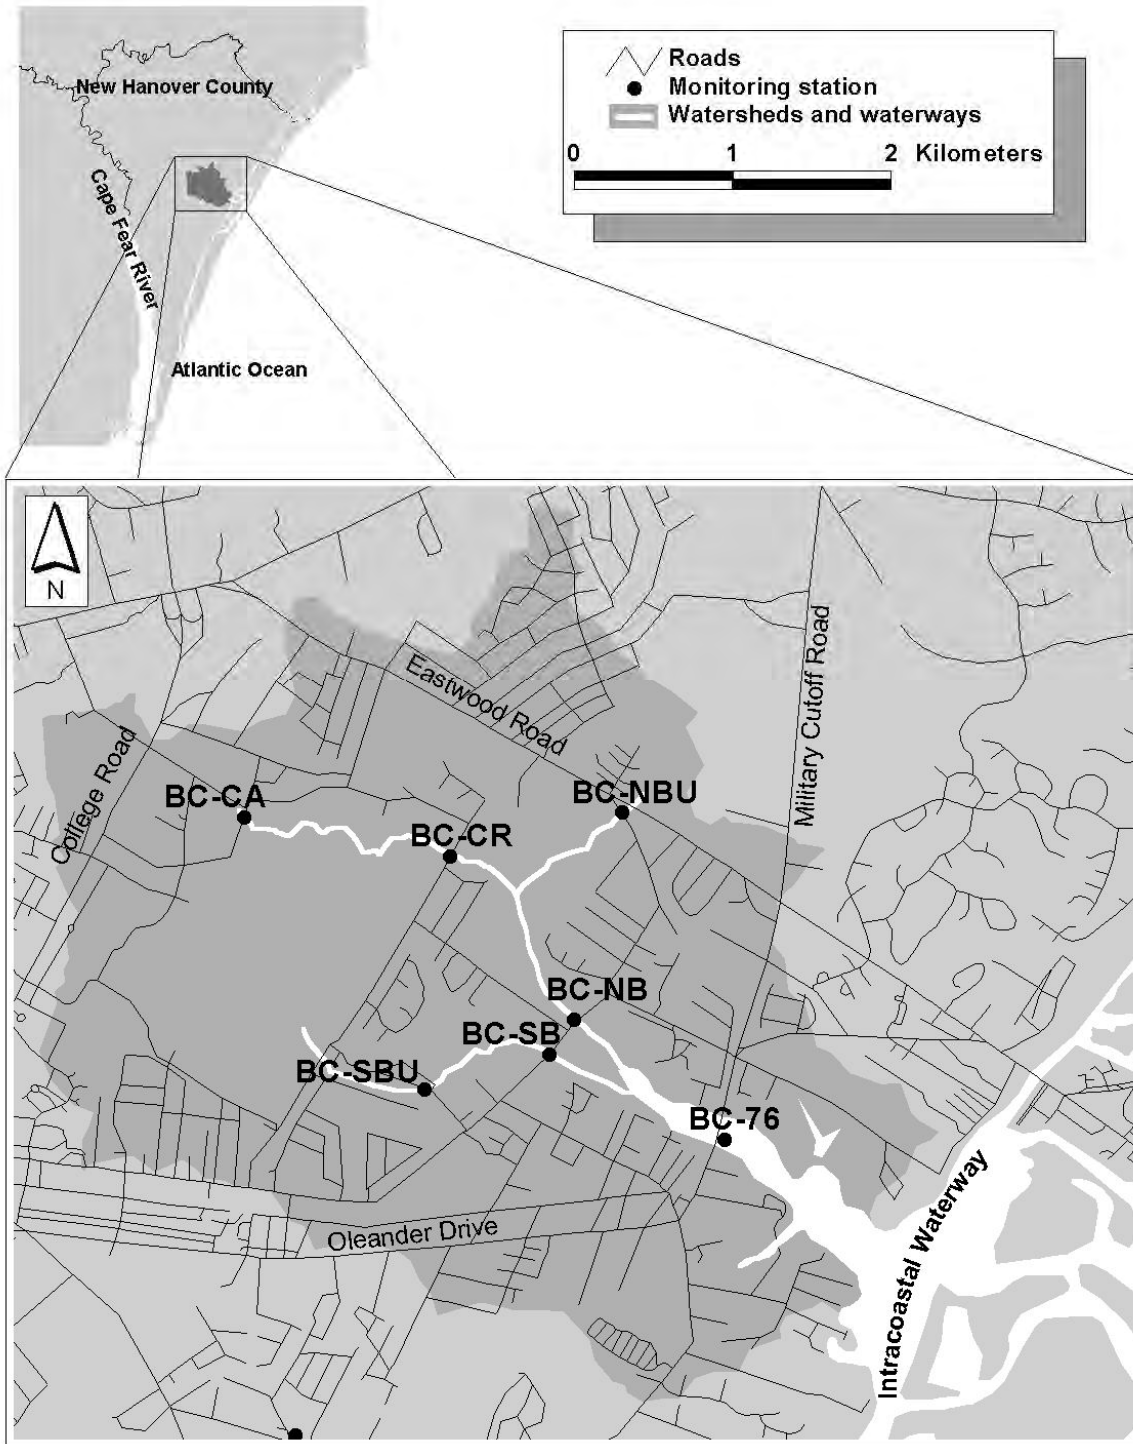 New Hanover County
Cape Fear River
Atlantic Ocean
Roads
Monitoring station
Watersheds and waterways
0 1 2 Kilometers
N
Eastwood Road
Military Cutoff Road
College Road
BC-CA
BC-CR
BC-NBU
BC-NB
BC-SB
BC-SBU
BC-76
Oleander Drive
Intracoastal Waterway